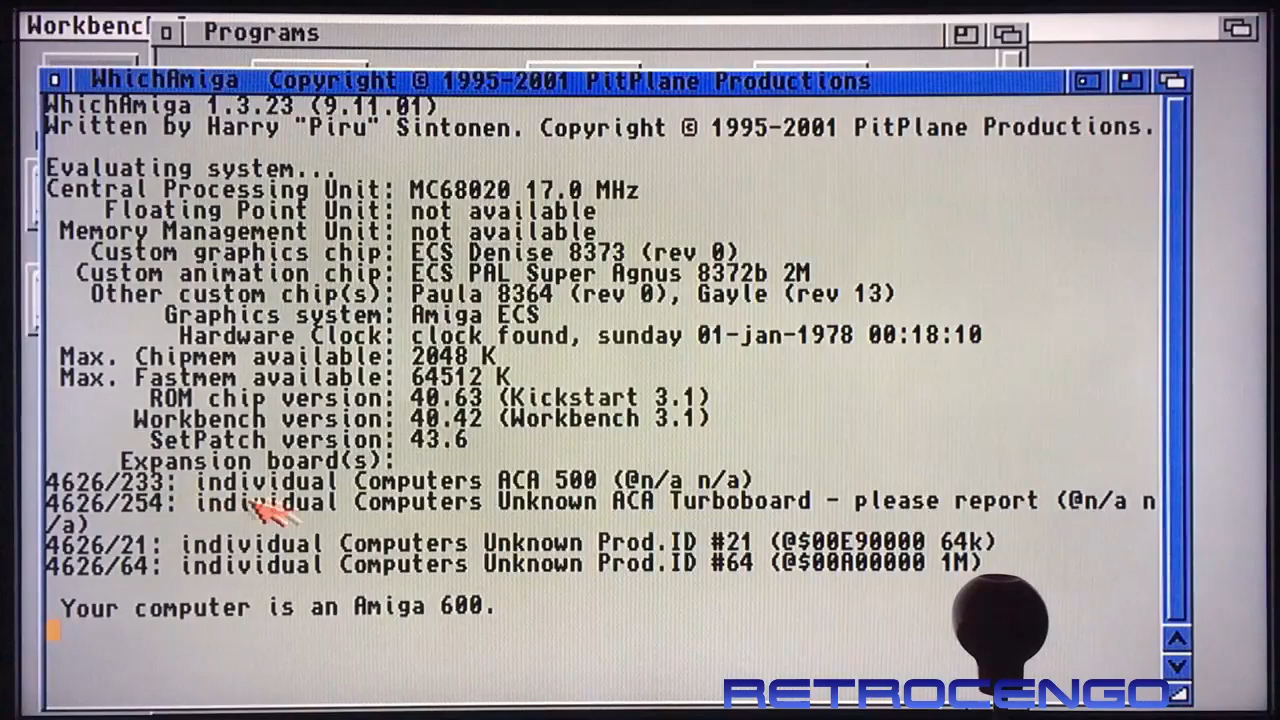 Workbench
Programs
WhichAmiga  Copyright © 1995-2001 PitPlane Productions
WhichAmiga 1.3.23 (9.11.01)
Written by Harry "Piru" Sintonen. Copyright © 1995-2001 PitPlane Productions.
Evaluating system...
Central Processing Unit: MC68020 17.0 MHz
Floating Point Unit: not available
Memory Management Unit: not available
Custom graphics chip: ECS Denise 8373 (rev 0)
Custom animation chip: ECS PAL Super Agnus 8372b 2M
Other custom chip(s): Paula 8364 (rev 0), Gayle (rev 13)
Graphics system: Amiga ECS
Hardware Clock: clock found, sunday 01-jan-1978 00:18:10
Max. Chipmem available: 2048 K
Max. Fastmem available: 64512 K
ROM chip version: 40.63 (Kickstart 3.1)
Workbench version: 40.42 (Workbench 3.1)
SetPatch version: 43.6
Expansion board(s):
4626/233: individual Computers ACA 500 (@n/a n/a)
4626/254: individual Computers Unknown ACA Turboboard - please report (@n/a n
/a)
4626/21: individual Computers Unknown Prod.ID #21 (@$00E90000 64k)
4626/64: individual Computers Unknown Prod.ID #64 (@$00A00000 1M)
Your computer is an Amiga 600.
RETROCENGO